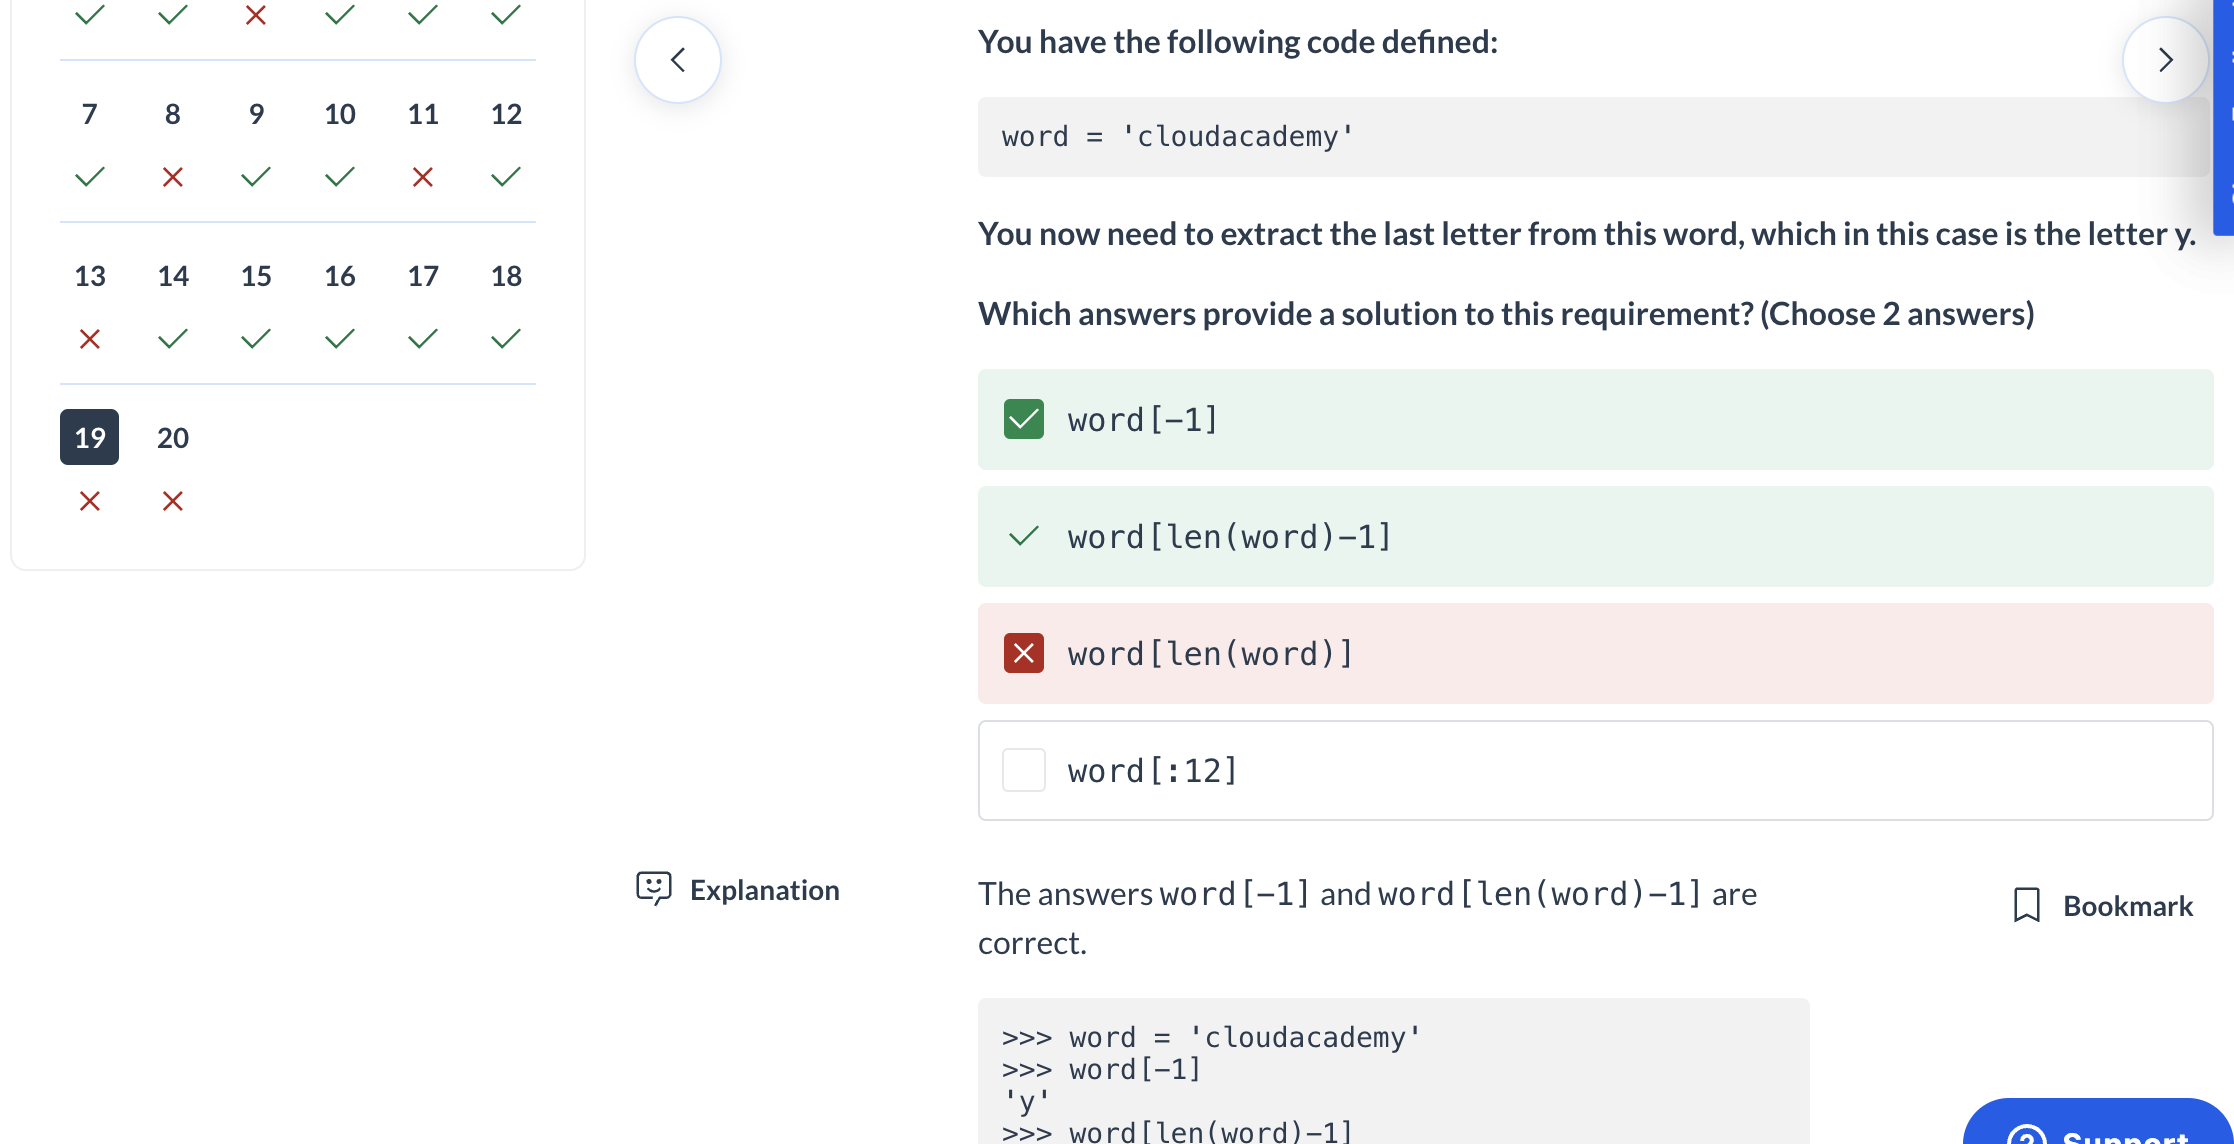 7 8 9 10 11 12
13 14 15 16 17 18
19 20
You have the following code defined:
word = 'cloudacademy'
You now need to extract the last letter from this word, which in this case is the letter y.
Which answers provide a solution to this requirement? (Choose 2 answers)
word[-1]
word[len(word)-1]
word[len(word)]
word[:12]
Explanation
The answers word[-1] and word[len(word)-1] are
correct.
Bookmark
>>> word = 'cloudacademy'
>>> word[-1]
'y'
>>> word[len(word)-1]
Support